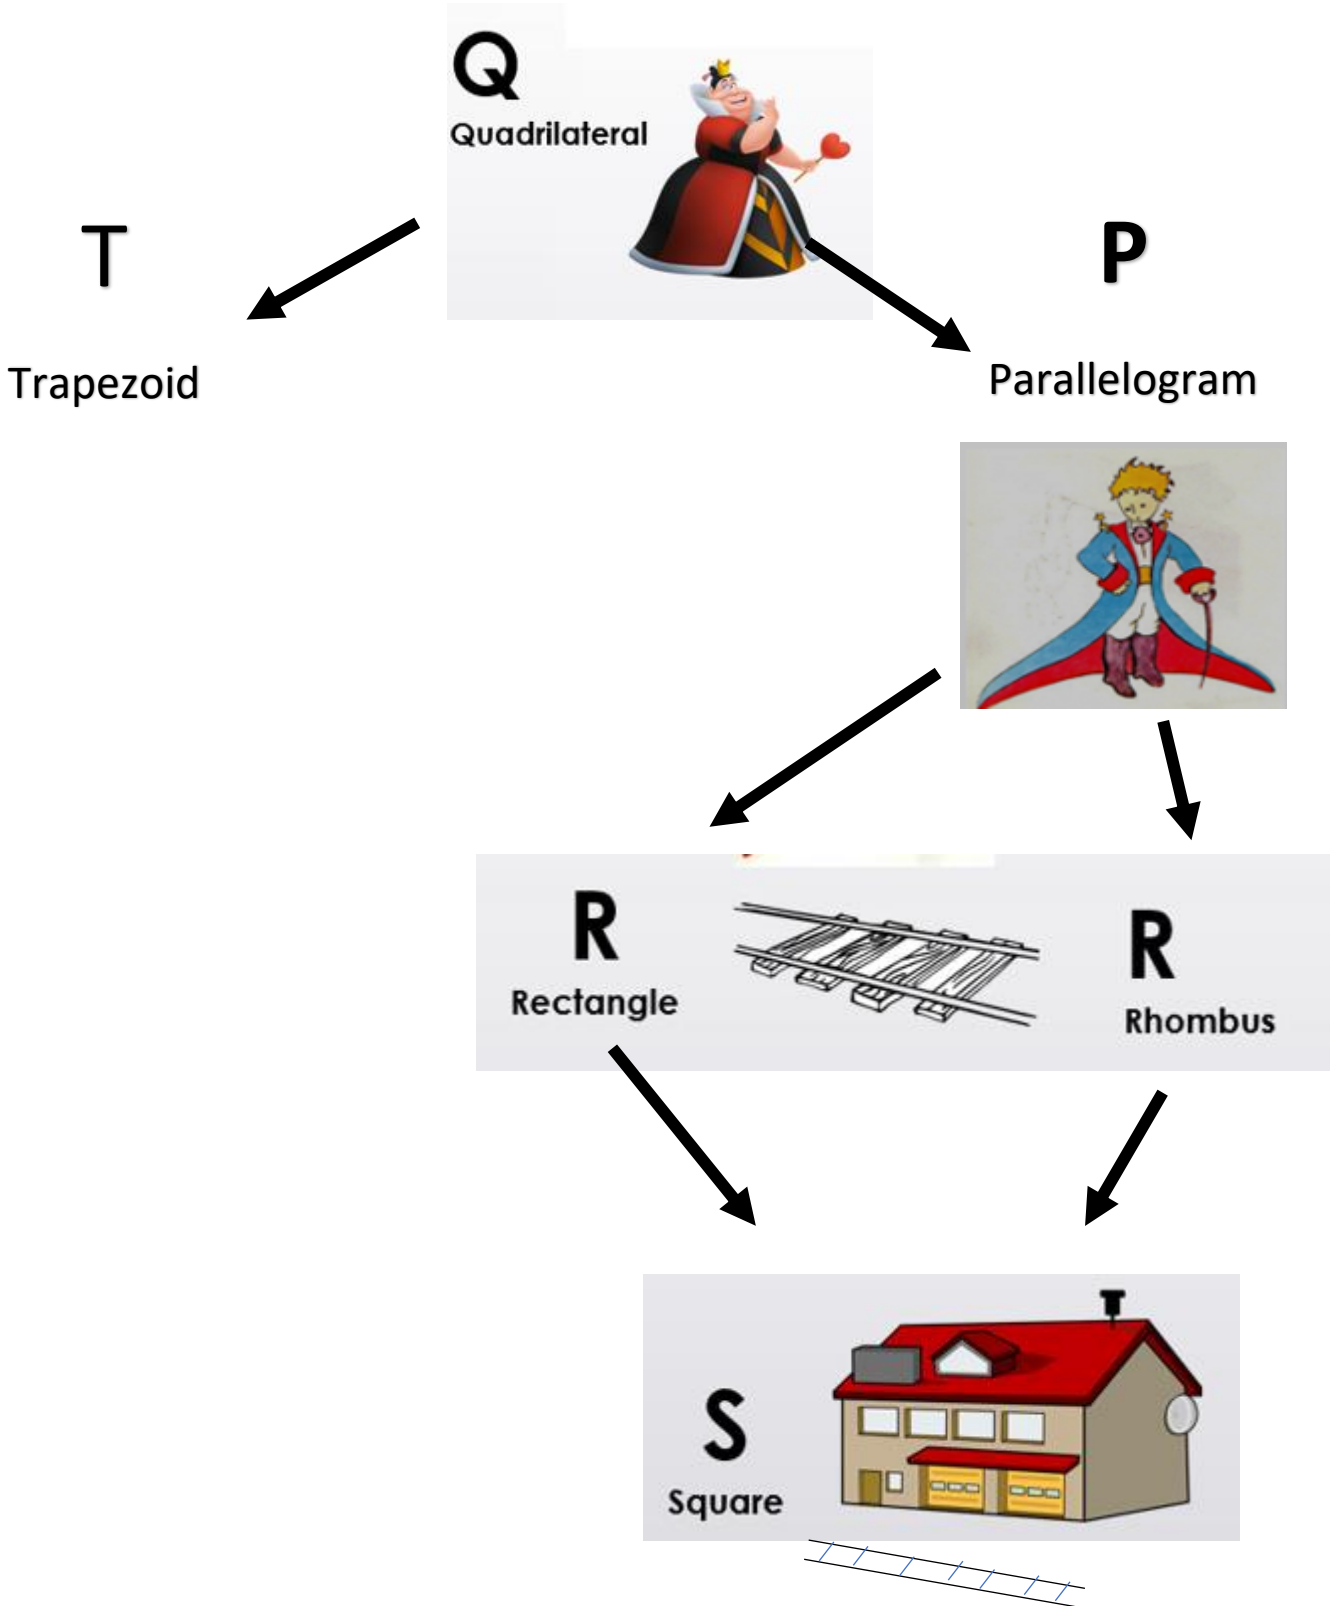 Q
Quadrilateral
T
P
Trapezoid
Parallelogram
R
R
Rectangle
Rhombus
S
Square